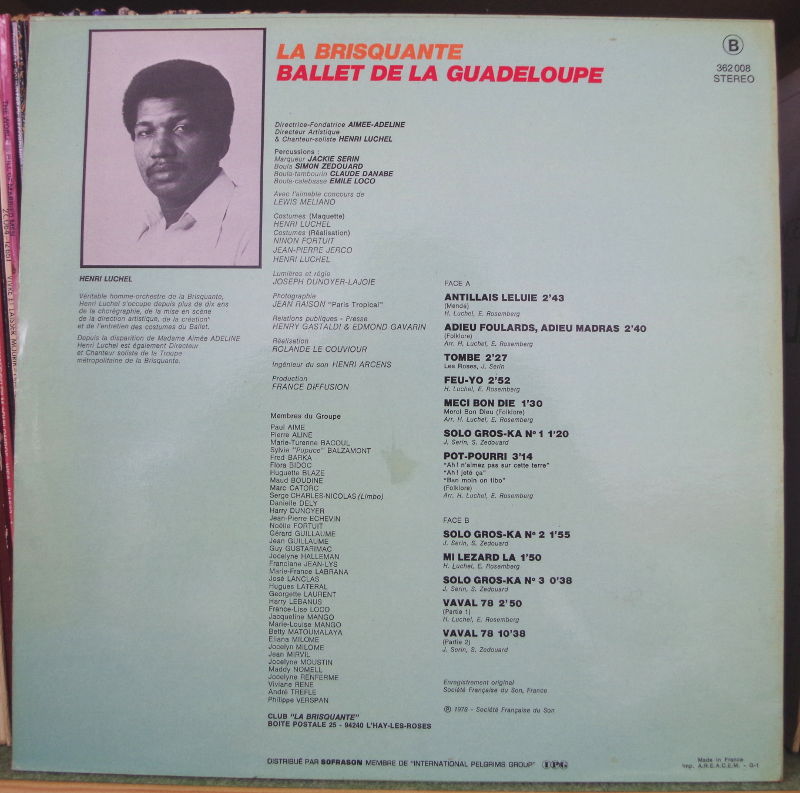 LA BRISQUANTE
BALLET DE LA GUADELOUPE
B
362 008
STEREO
Directrice-Fondatrice AIMEE-ADELINE
Directeur Artistique
& Chanteur-soliste HENRI LUCHEL
Percussions :
Marqueur JACKIE SERIN
Boula SIMON ZEDOUARD
Boula-tambourin CLAUDE DANABE
Boula-calebasse EMILE LOCO
Avec l'aimable concours de
LEWIS MELIANO
Costumes (Maquette)
HENRI LUCHEL
Costumes (Réalisation)
NINON FORTUIT
JEAN-PIERRE JERCO
HENRI LUCHEL
Lumières et régie
JOSEPH DUNOYER-LAJOIE
Photographie
JEAN RAISON "Paris Tropical"
Relations publiques - Presse
HENRY GASTALDI & EDMOND GAVARIN
Réalisation
ROLANDE LE COUVIOUR
Ingénieur du son HENRI ARCENS
Production
FRANCE DIFFUSION
HENRI LUCHEL
Véritable homme-orchestre de la Brisquante,
Henri Luchel s'occupe depuis plus de dix ans
de la chorégraphie, de la mise en scène
de la direction artistique, de la création
et de l'entretien des costumes du Ballet.
Depuis la disparition de Madame Aimée ADELINE
Henri Luchel est également Directeur
et Chanteur soliste de la Troupe
métropolitaine de la Brisquante.
Membres du Groupe
Paul AIME
Pierre ALINE
Marie-Turenne BACOUL
Sylvie "Pupuce" BALZAMONT
Fred BARKA
Flora BIDOC
Huguette BLAZE
Maud BOUDINE
Marc CATORC
Serge CHARLES-NICOLAS (Limbo)
Danielle DELY
Harry DUNOYER
Jean-Pierre ECHEVIN
Noëlle FORTUIT
Gérard GUILLAUME
Jean GUILLAUME
Guy GUSTARIMAC
Jocelyne HALLEMAN
Franciane JEAN-LYS
Marie-France LABRANA
José LANCLAS
Hugues LATERAL
Georgette LAURENT
Harry LEBANUS
France-Lise LOCO
Jacqueline MANGO
Marie-Louise MANGO
Betty MATOUMALAYA
Eliana MILOME
Jocelyn MILOME
Jean MIRVIL
Jocelyne MOUSTIN
Maddy NOMELL
Jocelyne RENFERME
Viviane RENE
André TREFLE
Philippe VERSPAN
CLUB "LA BRISQUANTE"
BOITE POSTALE 25 - 94240 L'HAY-LES-ROSES
FACE A
ANTILLAIS LELUIE 2'43
(Mendé)
H. Luchel, E. Rosemberg
ADIEU FOULARDS, ADIEU MADRAS 2'40
(Folklore)
Arr. H. Luchel, E. Rosemberg
TOMBE 2'27
Les Roses, J. Serin
FEU-YO 2'52
H. Luchel, E. Rosemberg
MECI BON DIE 1'30
Merci Bon Dieu (Folklore)
Arr. H. Luchel, E. Rosemberg
SOLO GROS-KA No 1 1'20
J. Serin, S. Zedouard
POT-POURRI 3'14
"Ah! n'aimez pas sur cette terre"
"Ah! jeté ça"
"Ban moin on tibo"
(Folklore)
Arr. H. Luchel, E. Rosemberg
FACE B
SOLO GROS-KA No 2 1'55
J. Serin, S. Zedouard
MI LEZARD LA 1'50
H. Luchel, E. Rosemberg
SOLO GROS-KA No 3 0'38
J. Serin, S. Zedouard
VAVAL 78 2'50
(Partie 1)
H. Luchel, E. Rosemberg
VAVAL 78 10'38
(Partie 2)
J. Serin, S. Zedouard
Enregistrement original
Société Française du Son, France
℗ 1978 - Société Française du Son
DISTRIBUÉ PAR SOFRASON MEMBRE DE "INTERNATIONAL PELGRIMS GROUP" IPG
Made in France
Imp. A.R.E.A.C.E.M. - G-1